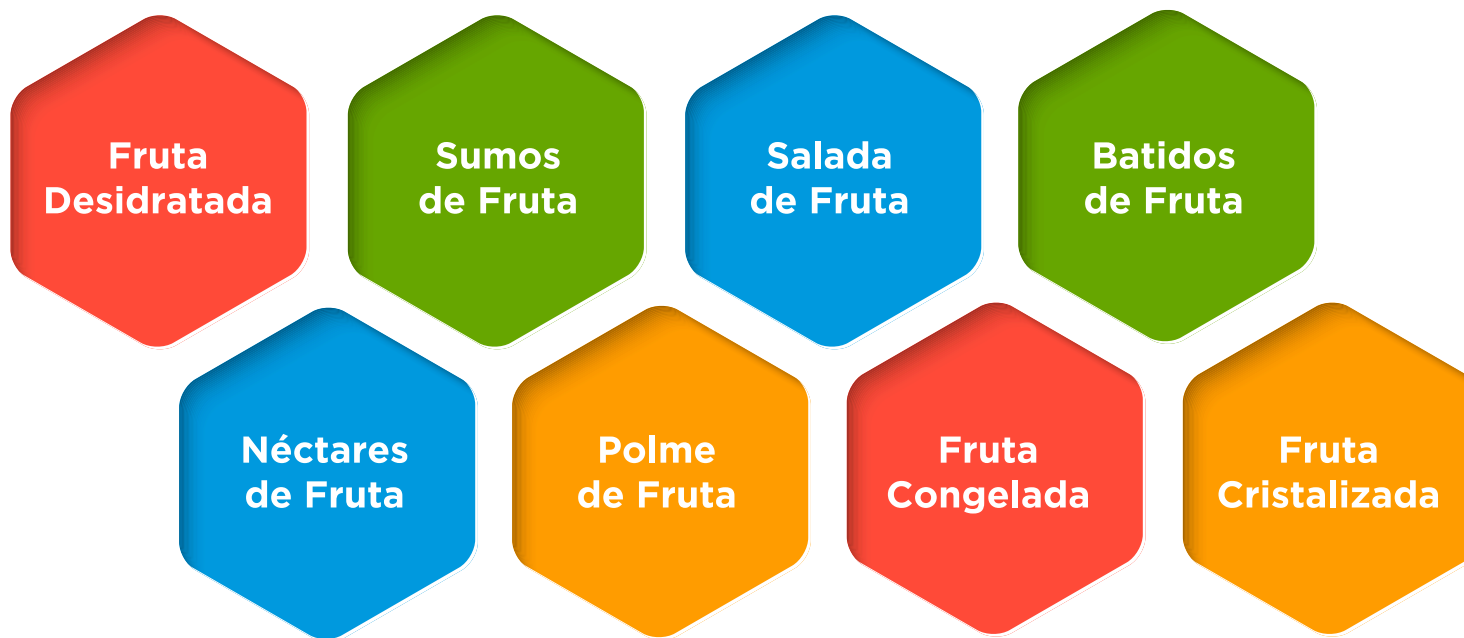 Fruta
Desidratada
Sumos
de Fruta
Salada
de Fruta
Batidos
de Fruta
Néctares
de Fruta
Polme
de Fruta
Fruta
Congelada
Fruta
Cristalizada